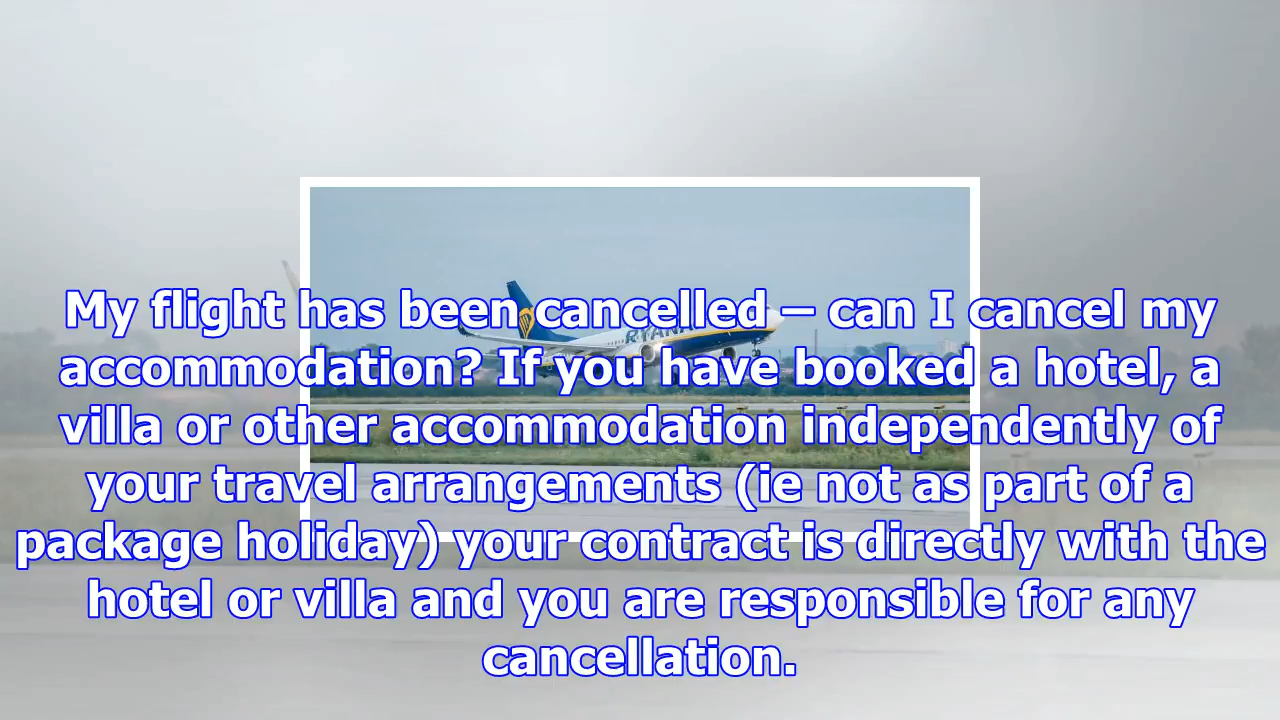 My flight has been cancelled – can I cancel my
accommodation? If you have booked a hotel, a
villa or other accommodation independently of
your travel arrangements (ie not as part of a
package holiday) your contract is directly with the
hotel or villa and you are responsible for any
cancellation.